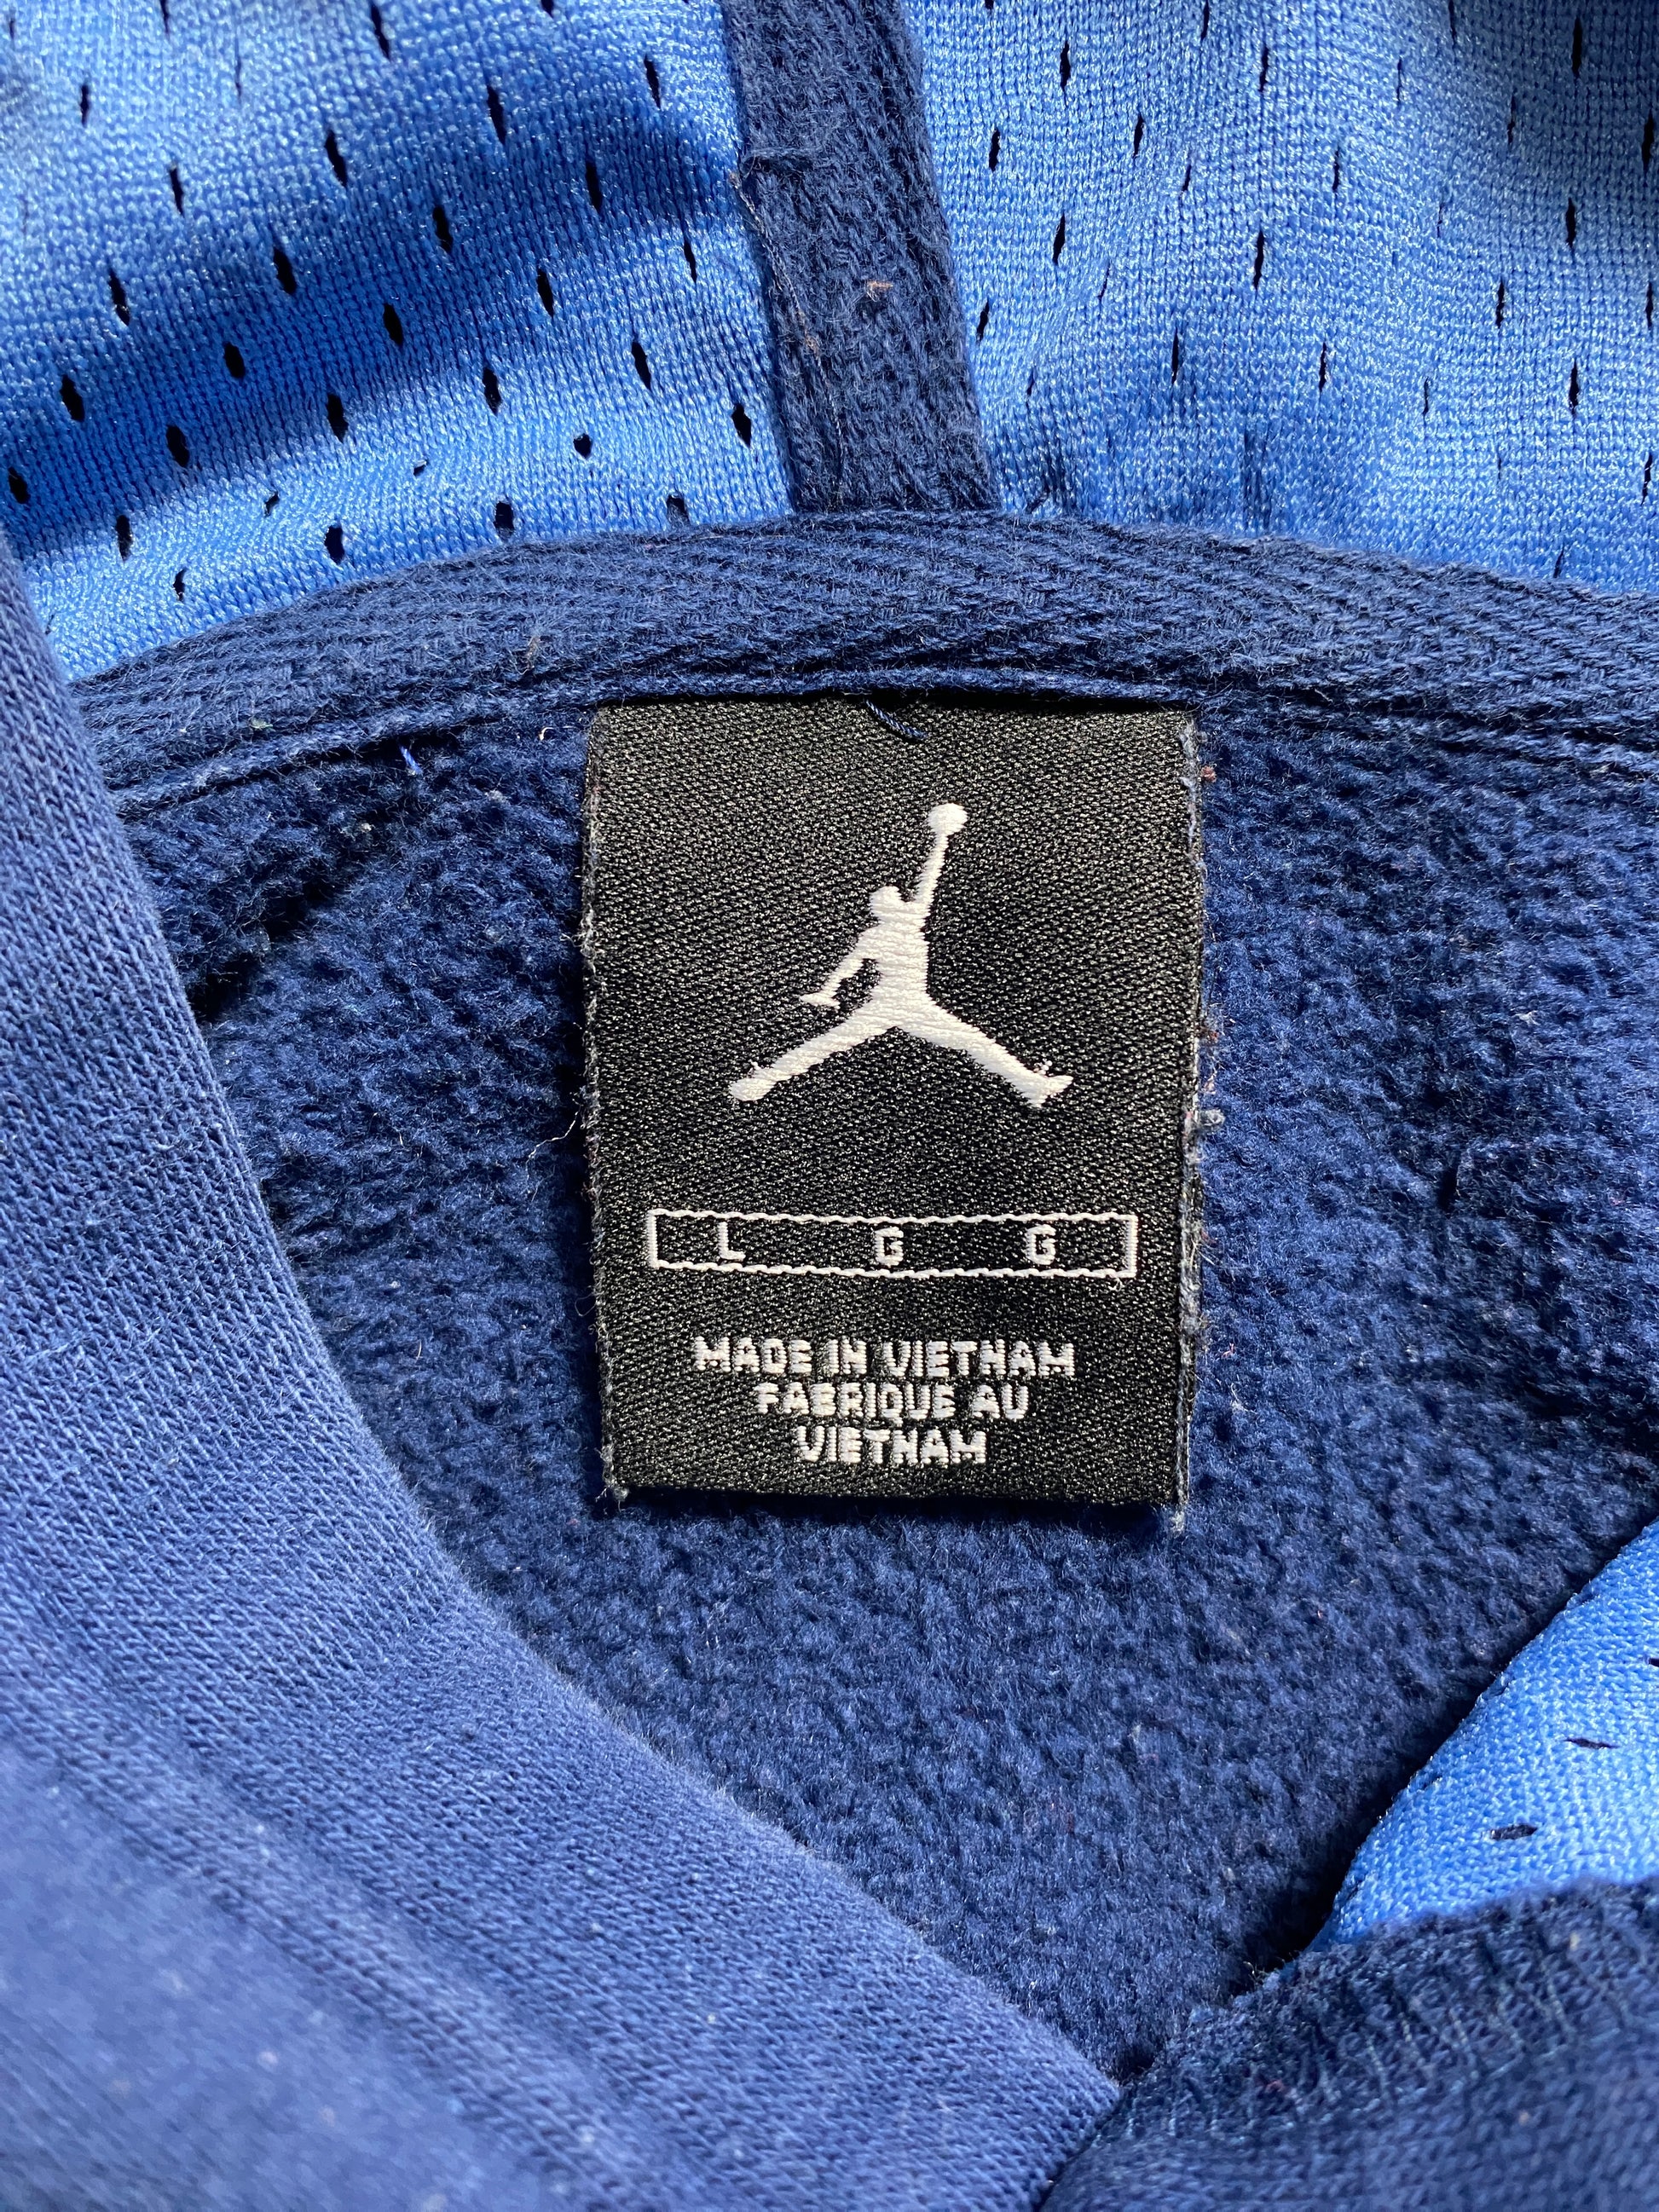 L G G
MADE IN VIETNAM
FABRIQUE AU
VIETNAM